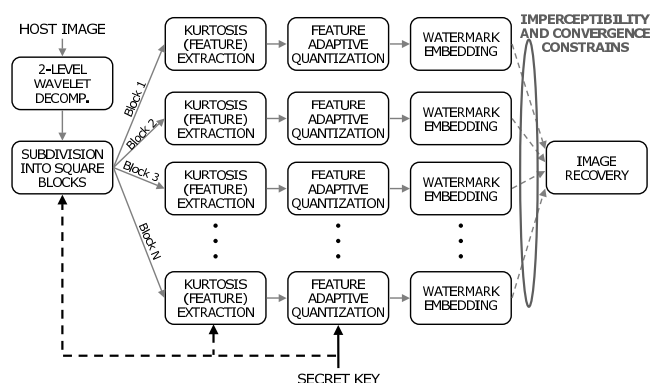 HOST IMAGE
2-LEVEL
WAVELET
DECOMP.
SUBDIVISION
INTO SQUARE
BLOCKS
Block 1
Block 2
Block 3
Block N
KURTOSIS
(FEATURE)
EXTRACTION
FEATURE
ADAPTIVE
QUANTIZATION
WATERMARK
EMBEDDING
KURTOSIS
(FEATURE)
EXTRACTION
FEATURE
ADAPTIVE
QUANTIZATION
WATERMARK
EMBEDDING
KURTOSIS
(FEATURE)
EXTRACTION
FEATURE
ADAPTIVE
QUANTIZATION
WATERMARK
EMBEDDING
KURTOSIS
(FEATURE)
EXTRACTION
FEATURE
ADAPTIVE
QUANTIZATION
WATERMARK
EMBEDDING
IMPERCEPTIBILITY
AND CONVERGENCE
CONSTRAINS
IMAGE
RECOVERY
SECRET KEY